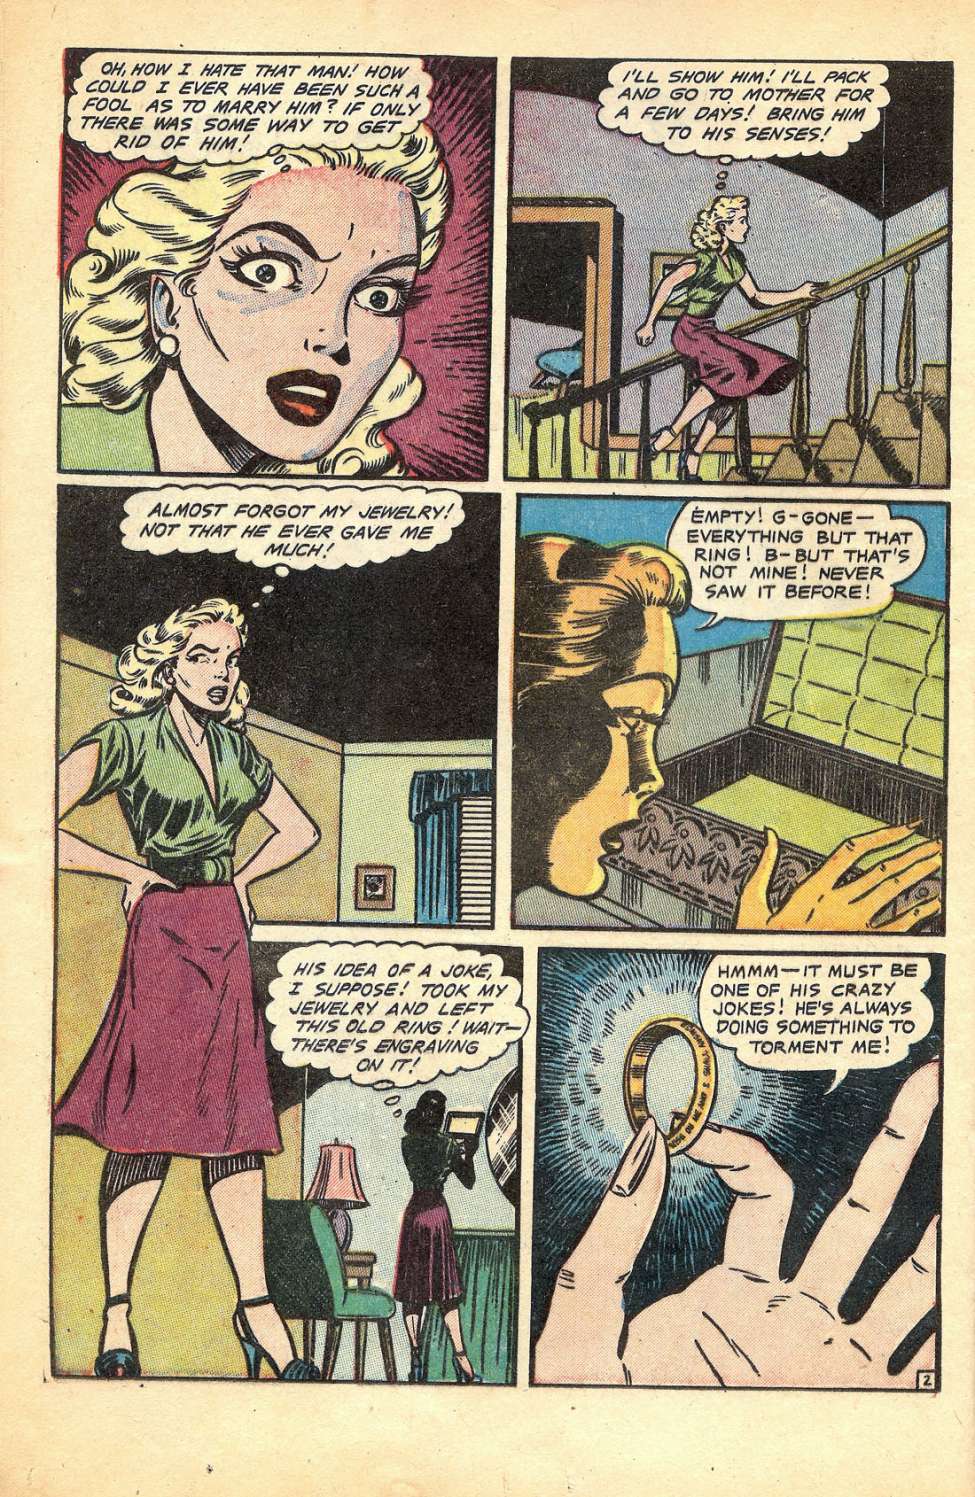 OH, HOW I HATE THAT MAN! HOW
COULD I EVER HAVE BEEN SUCH A
FOOL AS TO MARRY HIM? IF ONLY
THERE WAS SOME WAY TO GET
RID OF HIM!
I'LL SHOW HIM! I'LL PACK
AND GO TO MOTHER FOR
A FEW DAYS! BRING HIM
TO HIS SENSES!
ALMOST FORGOT MY JEWELRY!
NOT THAT HE EVER GAVE ME
MUCH!
EMPTY! G-GONE—
EVERYTHING BUT THAT
RING! B-BUT THAT'S
NOT MINE! NEVER
SAW IT BEFORE!
HIS IDEA OF A JOKE,
I SUPPOSE! TOOK MY
JEWELRY AND LEFT
THIS OLD RING! WAIT—
THERE'S ENGRAVING
ON IT!
HMMM—IT MUST BE
ONE OF HIS CRAZY
JOKES! HE'S ALWAYS
DOING SOMETHING TO
TORMENT ME!
ME AND I
2